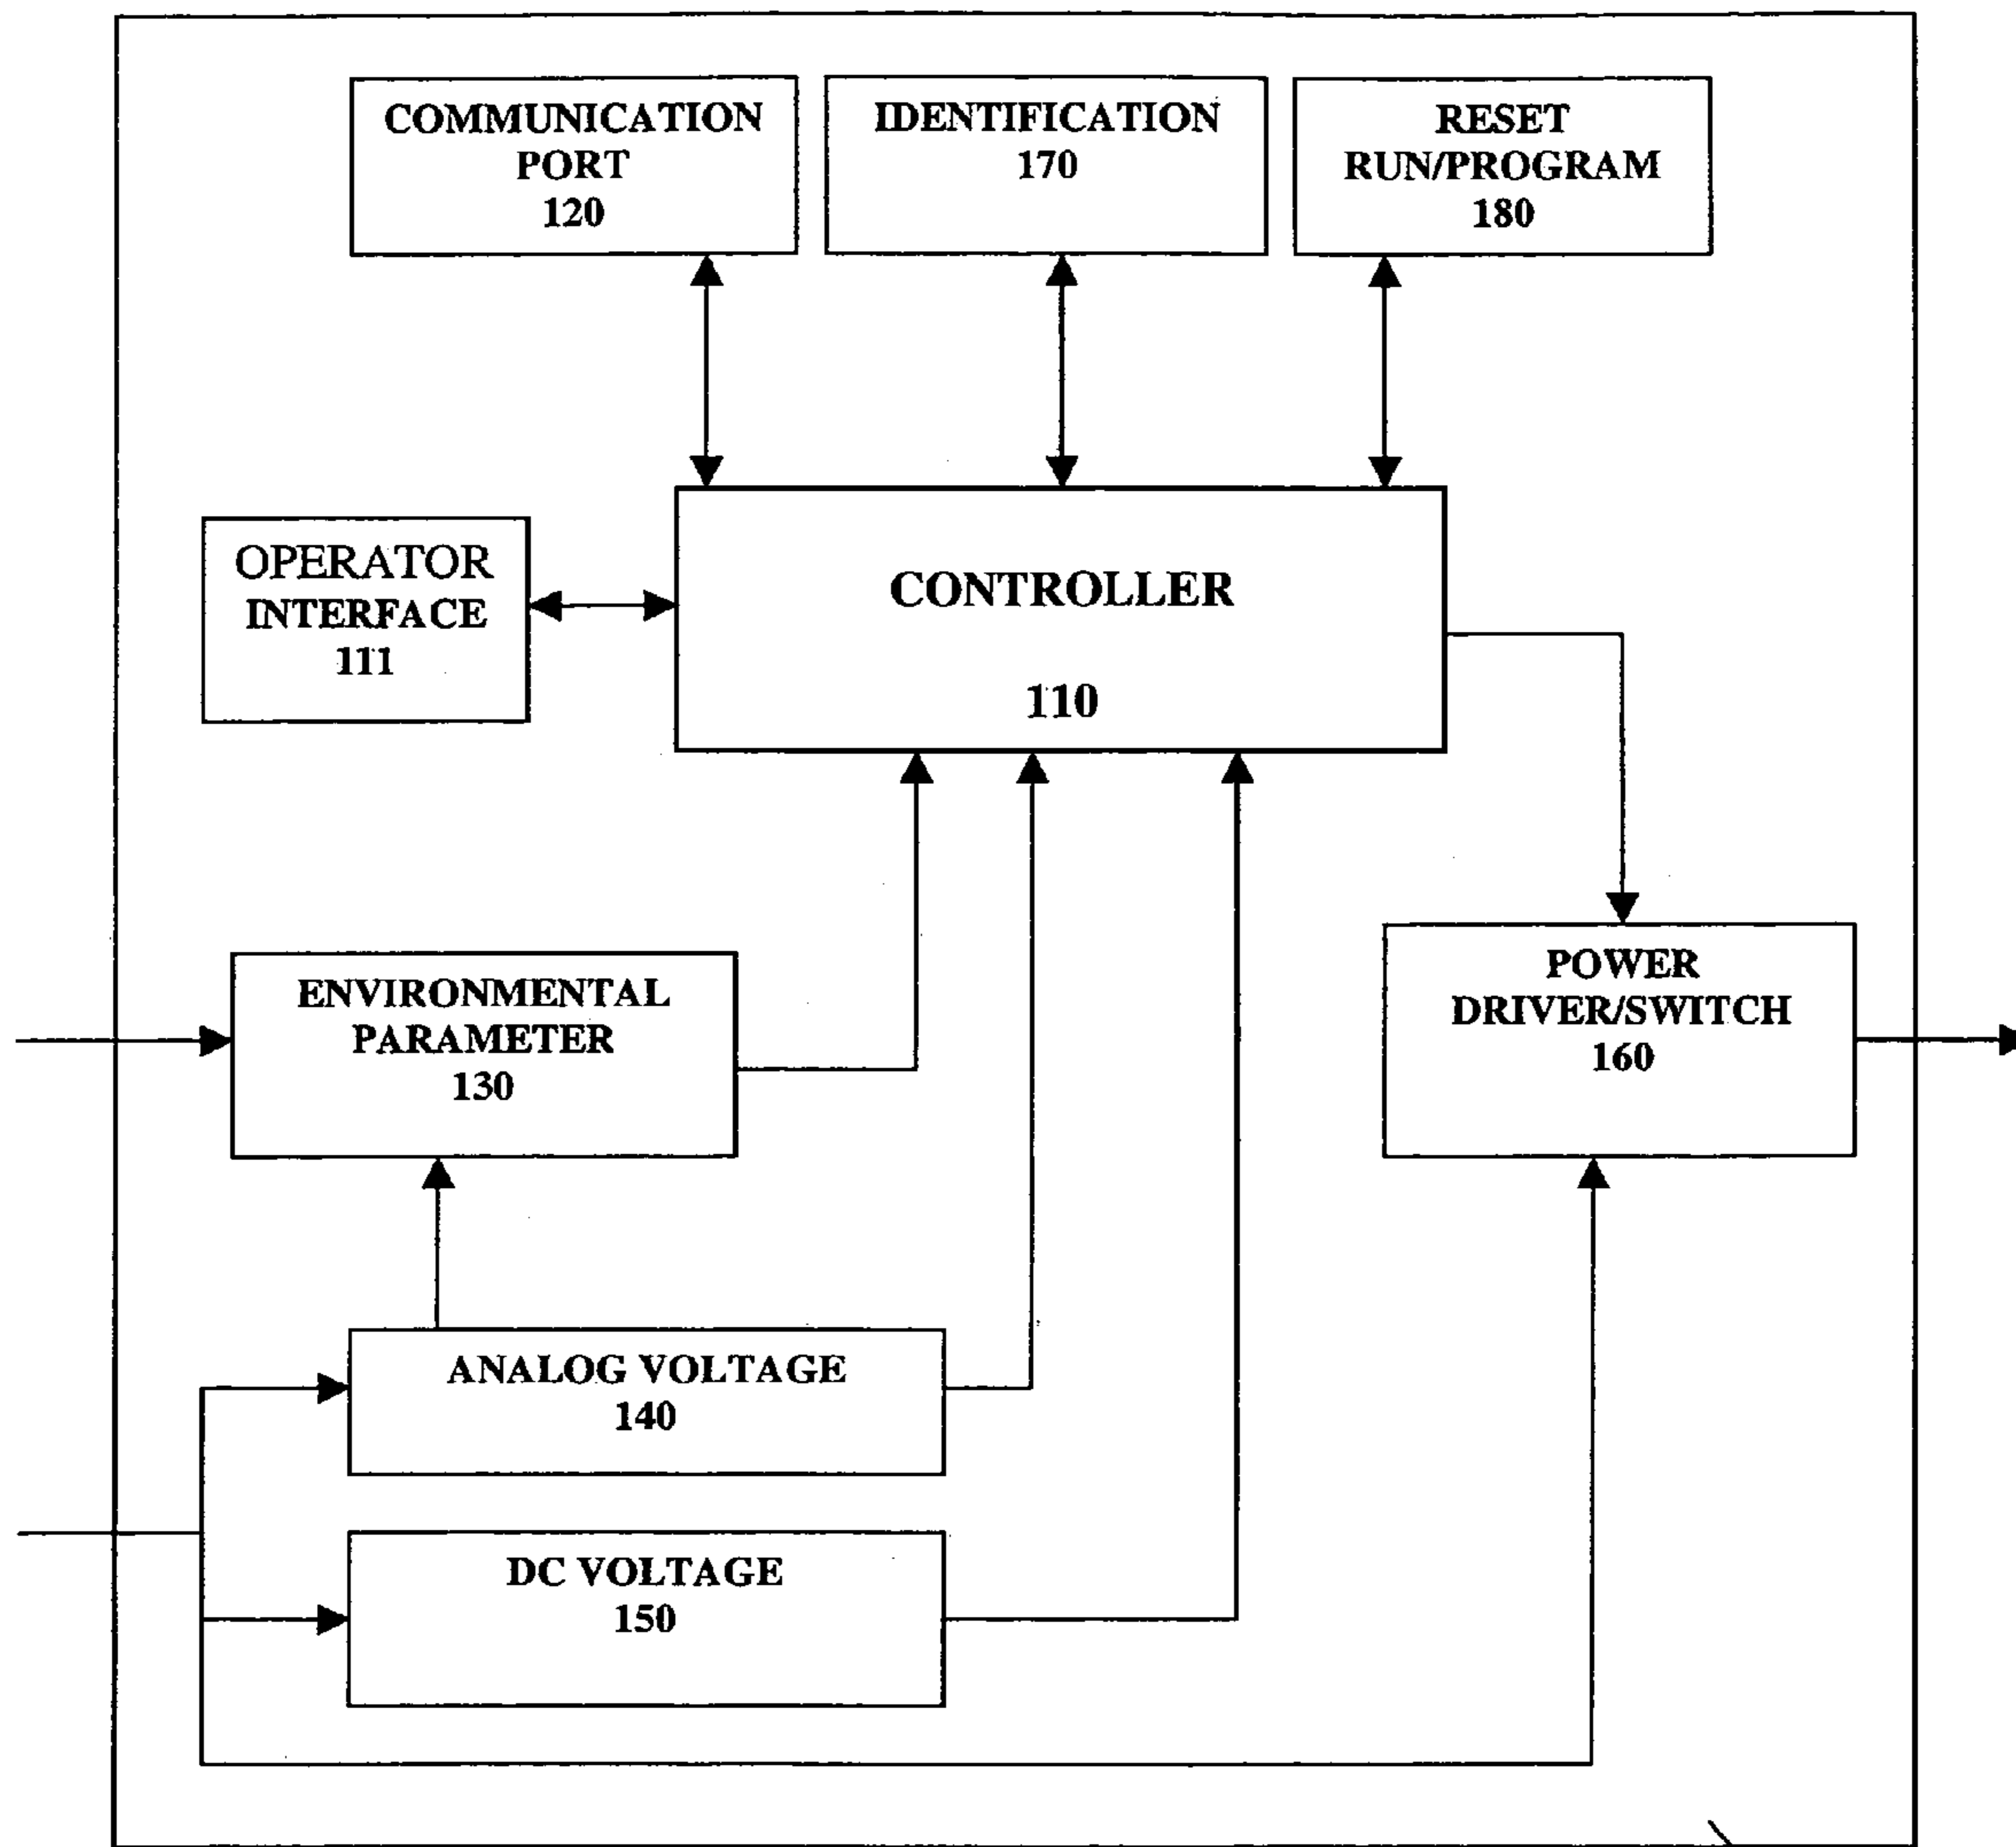 COMMUNICATION
PORT
120
IDENTIFICATION
170
RESET
RUN/PROGRAM
180
OPERATOR
INTERFACE
111
CONTROLLER
110
ENVIRONMENTAL
PARAMETER
130
POWER
DRIVER/SWITCH
160
ANALOG VOLTAGE
140
DC VOLTAGE
150